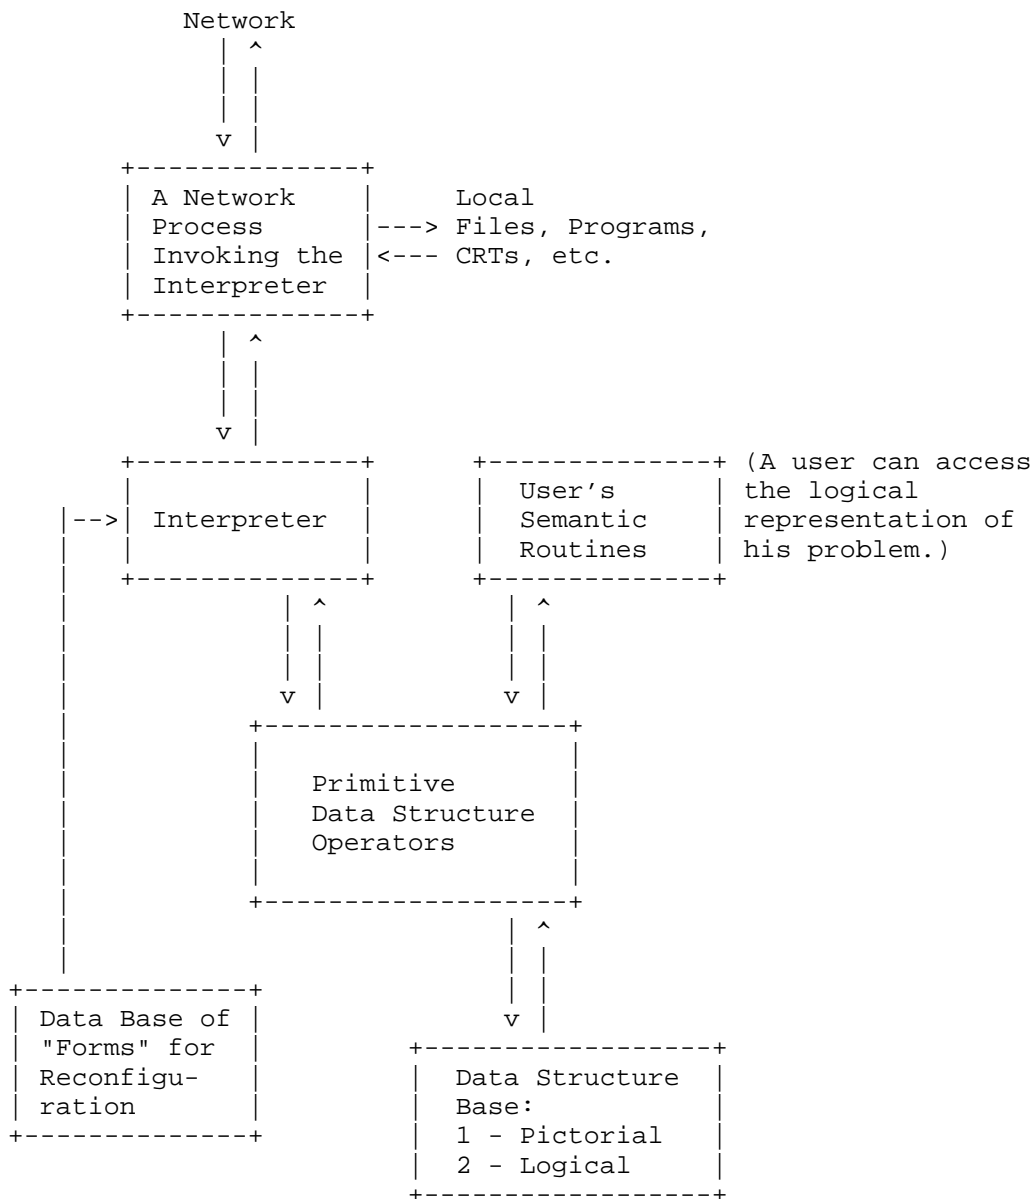 Network
A Network
Process
Invoking the
Interpreter
Local
Files, Programs,
CRTs, etc.
Interpreter
User's
Semantic
Routines
(A user can access
the logical
representation of
his problem.)
Primitive
Data Structure
Operators
Data Base of
"Forms" for
Reconfigu-
ration
Data Structure
Base:
1 - Pictorial
2 - Logical